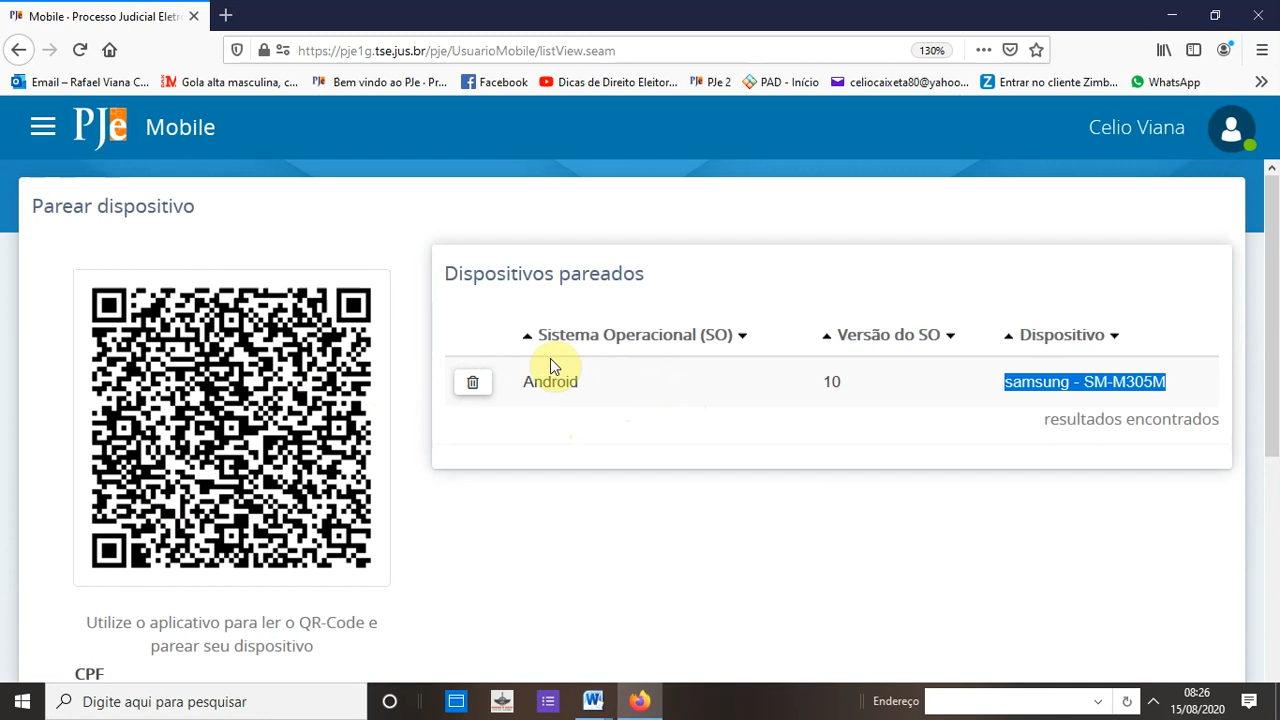 Mobile · Processo Judicial Eletrô
https://pje1g.tse.jus.br/pje/UsuarioMobile/listView.seam
130%
Email – Rafael Viana C...
Gola alta masculina, c...
Bem vindo ao PJe · Pr...
Facebook
Dicas de Direito Eleitor...
PJe 2
PAD - Início
celiocaixeta80@yahoo...
Entrar no cliente Zimb...
WhatsApp
PJe Mobile
Celio Viana
Parear dispositivo
Dispositivos pareados
Sistema Operacional (SO) Versão do SO Dispositivo
Android 10 samsung - SM-M305M
resultados encontrados
Utilize o aplicativo para ler o QR-Code e
parear seu dispositivo
CPF
Digite aqui para pesquisar
Endereço
08:26
15/08/2020